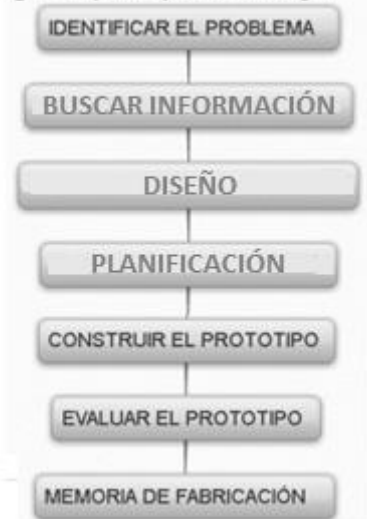 IDENTIFICAR EL PROBLEMA
BUSCAR INFORMACIÓN
DISEÑO
PLANIFICACIÓN
CONSTRUIR EL PROTOTIPO
EVALUAR EL PROTOTIPO
MEMORIA DE FABRICACIÓN